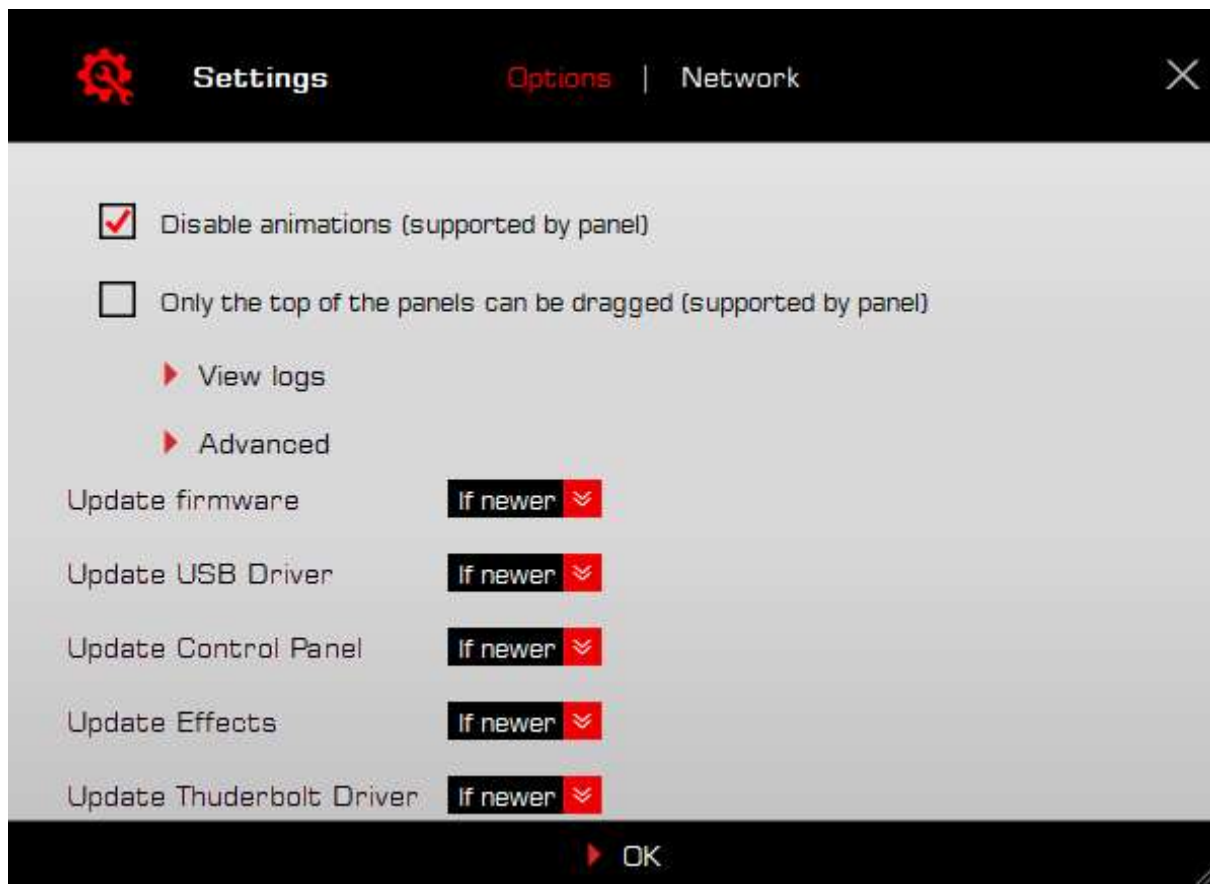 Settings Options | Network
Disable animations (supported by panel)
Only the top of the panels can be dragged (supported by panel)
View logs
Advanced
Update firmware If newer
Update USB Driver If newer
Update Control Panel If newer
Update Effects If newer
Update Thuderbolt Driver If newer
OK